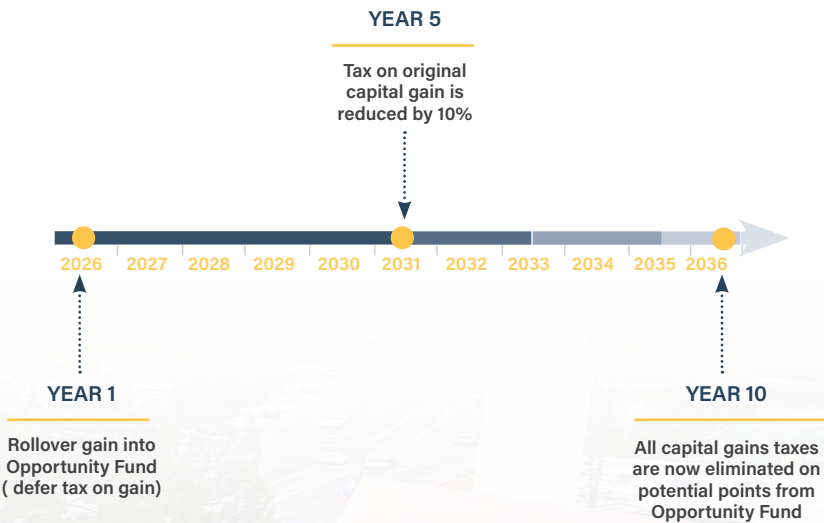 YEAR 5
Tax on original
capital gain is
reduced by 10%
2026 2027 2028 2029 2030 2031 2032 2033 2034 2035 2036
YEAR 1
Rollover gain into
Opportunity Fund
( defer tax on gain)
YEAR 10
All capital gains taxes
are now eliminated on
potential points from
Opportunity Fund